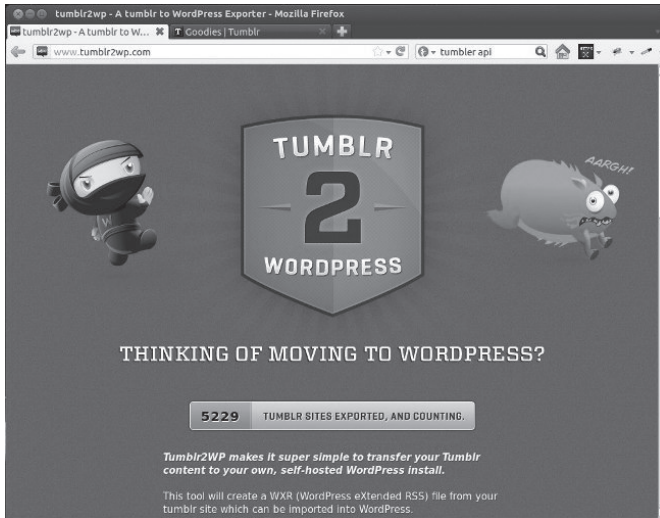 tumblr2wp - A tumblr to WordPress Exporter - Mozilla Firefox
tumblr2wp - A tumblr to W... Goodies | Tumblr
www.tumblr2wp.com tumbler api
TUMBLR
2
WORDPRESS
AARGH!
W
THINKING OF MOVING TO WORDPRESS?
5229 TUMBLR SITES EXPORTED, AND COUNTING.
Tumblr2WP makes it super simple to transfer your Tumblr
content to your own, self-hosted WordPress install.
This tool will create a WXR (WordPress eXtended RSS) file from your
tumblr site which can be imported into WordPress.